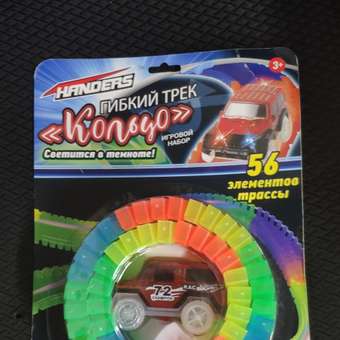 HANDERS
3+
ГИБКИЙ ТРЕК
«Кольцо»
ИГРОВОЙ
НАБОР
Светится в темноте!
56
элементов
трассы
72